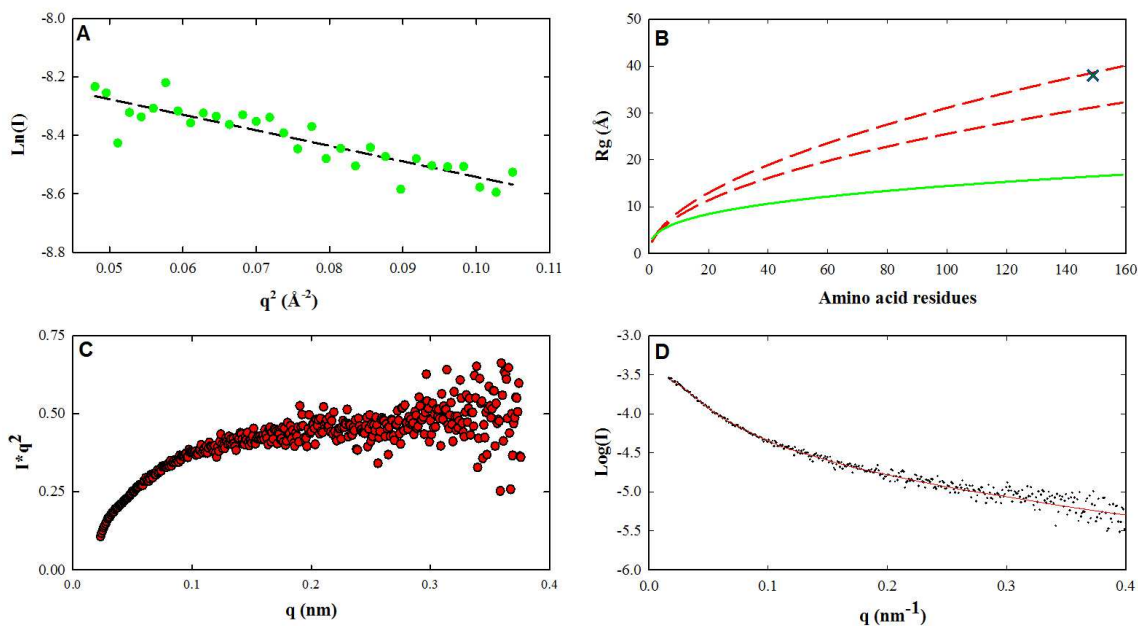 A
-8.0
-8.2
-8.4
-8.6
-8.8
Ln(I)
0.05 0.06 0.07 0.08 0.09 0.10 0.11
q² (Å⁻²)
B
50
40
30
20
10
0
Rg (Å)
0 20 40 60 80 100 120 140 160
Amino acid residues
C
0.75
0.50
0.25
0.00
I*q²
0.0 0.1 0.2 0.3 0.4
q (nm)
D
-3.0
-3.5
-4.0
-4.5
-5.0
-5.5
-6.0
Log(I)
0.0 0.1 0.2 0.3 0.4
q (nm⁻¹)